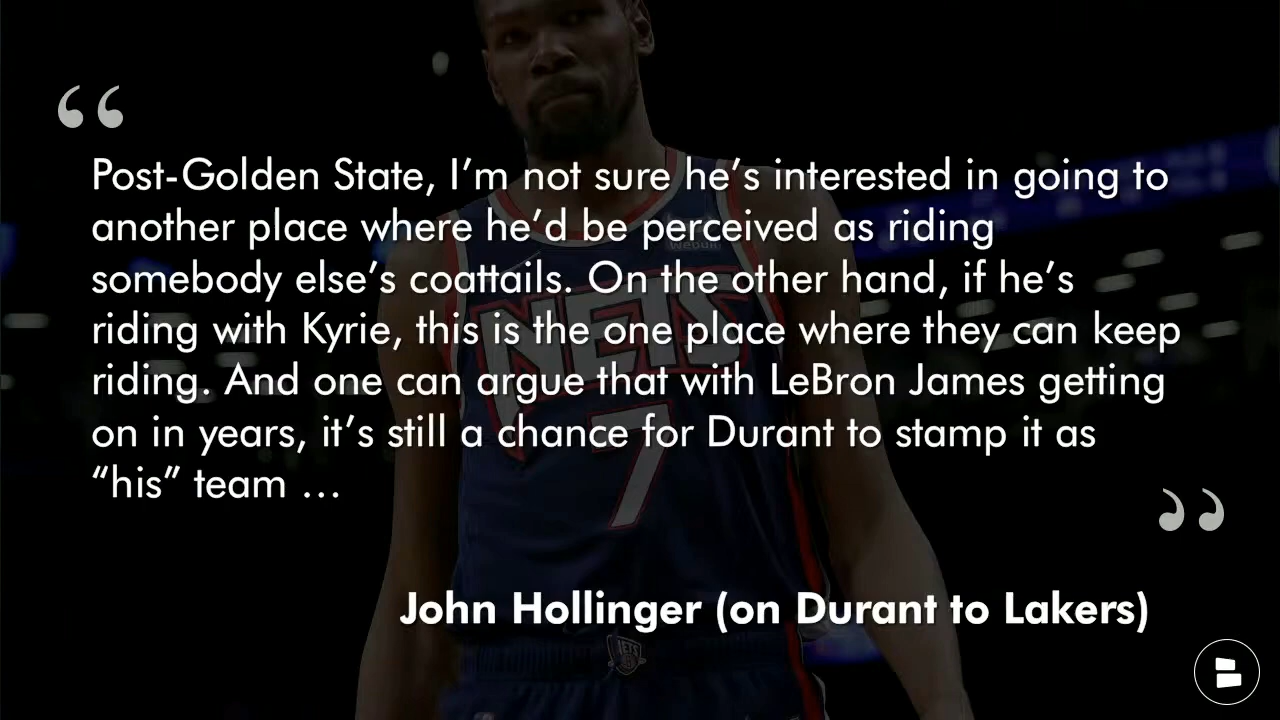 “
Post-Golden State, I’m not sure he’s interested in going to
another place where he’d be perceived as riding
somebody else’s coattails. On the other hand, if he’s
riding with Kyrie, this is the one place where they can keep
riding. And one can argue that with LeBron James getting
on in years, it’s still a chance for Durant to stamp it as
“his” team …
”
John Hollinger (on Durant to Lakers)
NETS
7